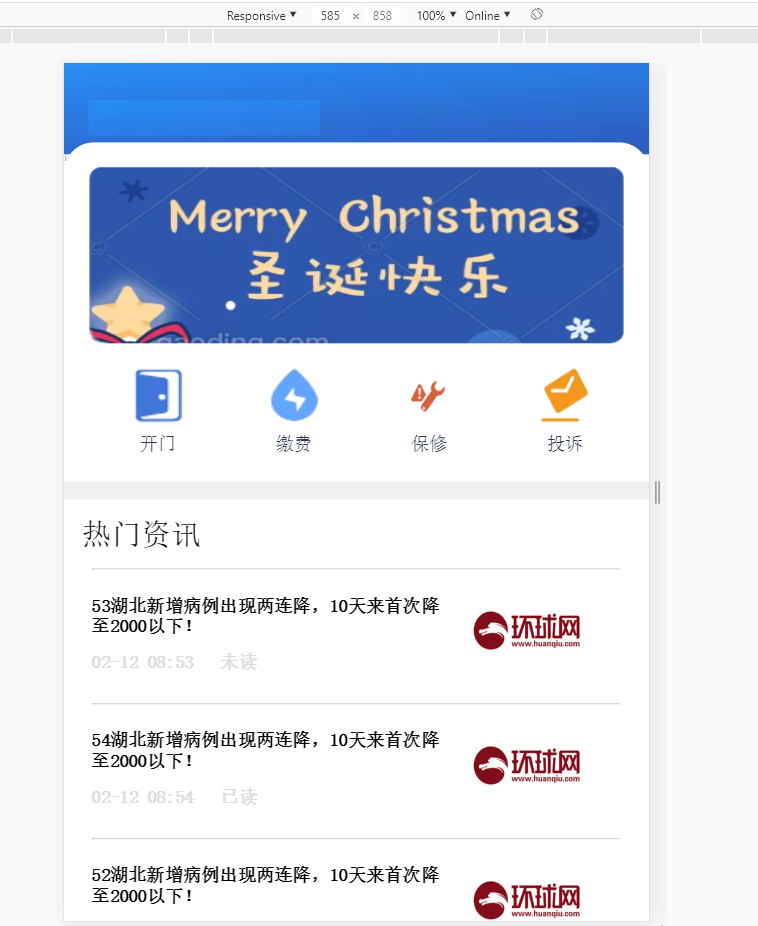 Responsive ▼ 585 × 858 100% ▼ Online ▼
Merry Christmas
圣诞快乐
gaoding.com
开门 缴费 保修 投诉
热门资讯
53湖北新增病例出现两连降，10天来首次降
至2000以下！
环球网
www.huanqiu.com
02-12 08:53 未读
54湖北新增病例出现两连降，10天来首次降
至2000以下！
环球网
www.huanqiu.com
02-12 08:54 已读
52湖北新增病例出现两连降，10天来首次降
至2000以下！
环球网
www.huanqiu.com